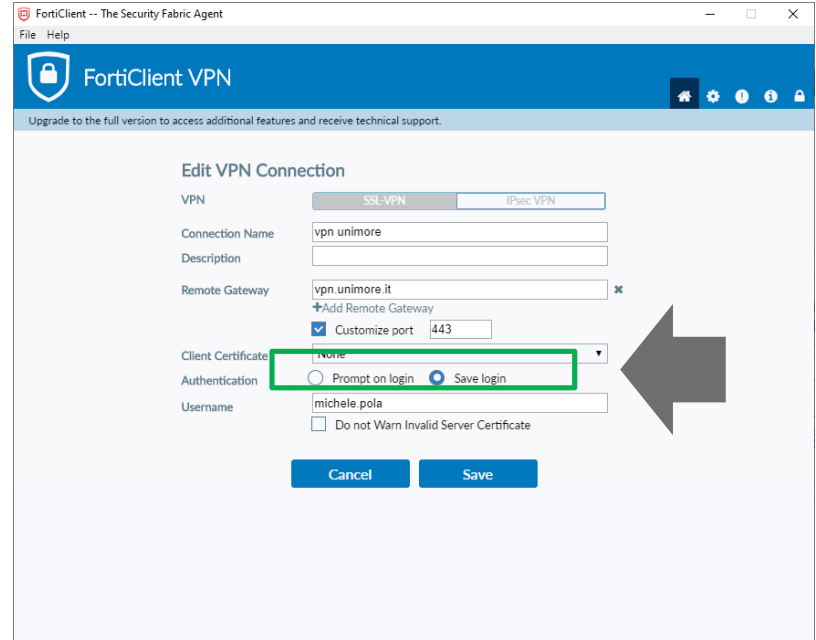 FortiClient -- The Security Fabric Agent
File Help
FortiClient VPN
Upgrade to the full version to access additional features and receive technical support.
Edit VPN Connection
VPN SSL-VPN IPsec VPN
Connection Name vpn unimore
Description
Remote Gateway vpn.unimore.it
+Add Remote Gateway
Customize port 443
Client Certificate None
Authentication Prompt on login Save login
Username michele.pola
Do not Warn Invalid Server Certificate
Cancel Save